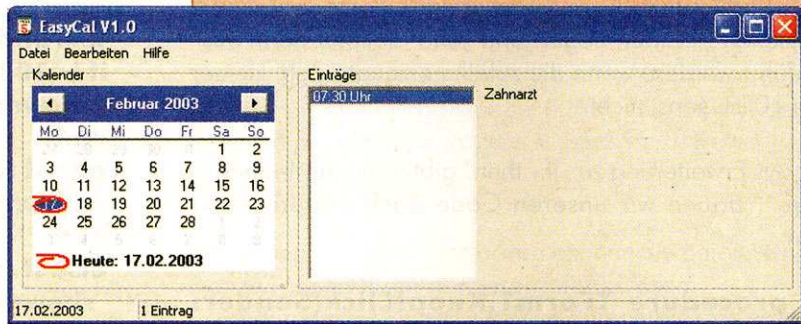 EasyCal V1.0
Datei Bearbeiten Hilfe
Kalender
Februar 2003
Mo Di Mi Do Fr Sa So
1 2
3 4 5 6 7 8 9
10 11 12 13 14 15 16
17 18 19 20 21 22 23
24 25 26 27 28
Heute: 17.02.2003
Einträge
07:30 Uhr
Zahnarzt
17.02.2003 1 Eintrag